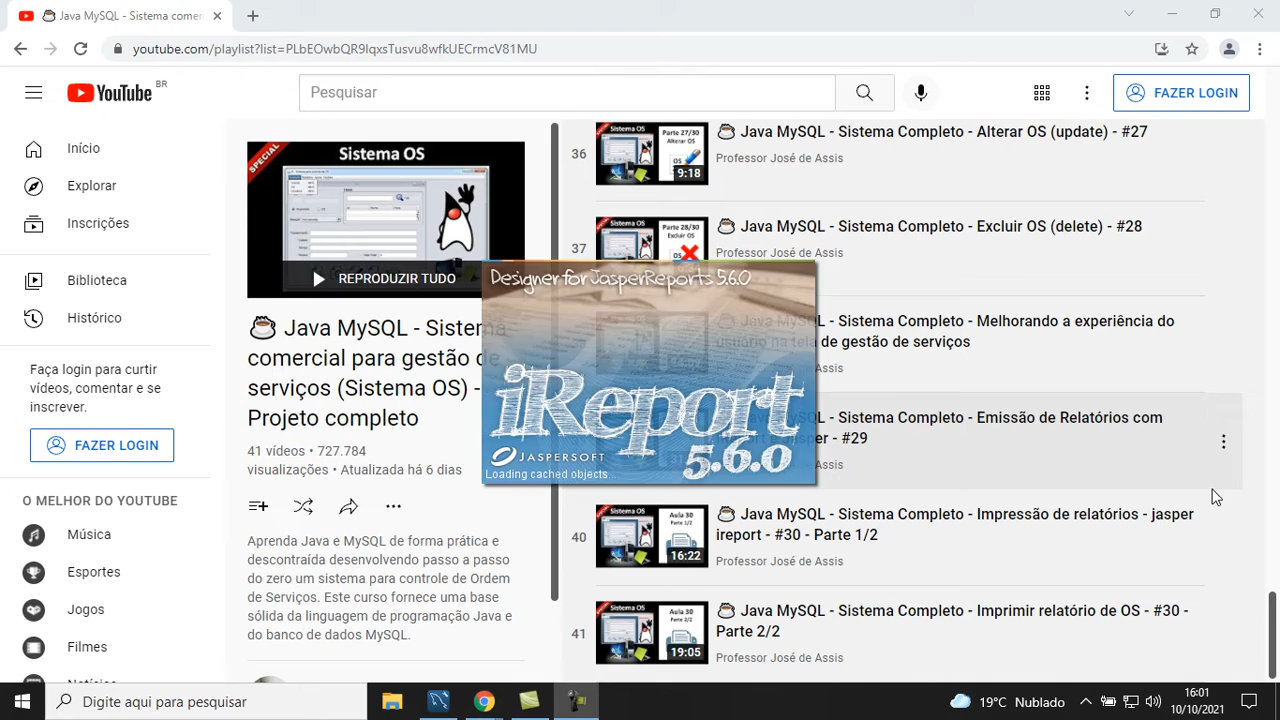 Java MySQL - Sistema comer
youtube.com/playlist?list=PLbEOwbQR9lqxsTusvu8wfkUECrmcV81MU
YouTube BR
Pesquisar
FAZER LOGIN
Início
Explorar
Inscrições
Biblioteca
Histórico
Faça login para curtir
vídeos, comentar e se
inscrever.
FAZER LOGIN
O MELHOR DO YOUTUBE
Música
Esportes
Jogos
Filmes
SPECIAL
Sistema OS
REPRODUZIR TUDO
Java MySQL - Sistema
comercial para gestão de
serviços (Sistema OS) -
Projeto completo
41 vídeos • 727.784
visualizações • Atualizada há 6 dias
Aprenda Java e MySQL de forma prática e
descontraída desenvolvendo passo a passo
do zero um sistema para controle de Ordem
de Serviços. Este curso fornece uma base
sólida da linguagem de programação Java e
do banco de dados MySQL.
36
Sistema OS
Parte 27/30
Alterar OS
OS
9:18
Java MySQL - Sistema Completo - Alterar OS (update) - #27
Professor José de Assis
37
Sistema OS
Parte 28/30
Excluir OS
OS
Java MySQL - Sistema Completo - Excluir OS (delete) - #28
Professor José de Assis
Designer for JasperReports 5.6.0
iReport
5.6.0
JASPERSOFT
Loading cached objects
- Sistema Completo - Melhorando a experiência do
tela de gestão de serviços
Assis
- Sistema Completo - Emissão de Relatórios com
- #29
Assis
40
Sistema OS
Aula 30
Parte 1/2
16:22
Java MySQL - Sistema Completo - Impressão de relatórios - jasper
ireport - #30 - Parte 1/2
Professor José de Assis
41
Sistema OS
Aula 30
Parte 2/2
19:05
Java MySQL - Sistema Completo - Imprimir relatório de OS - #30 -
Parte 2/2
Professor José de Assis
Digite aqui para pesquisar
19°C Nublado
16:01
10/10/2021